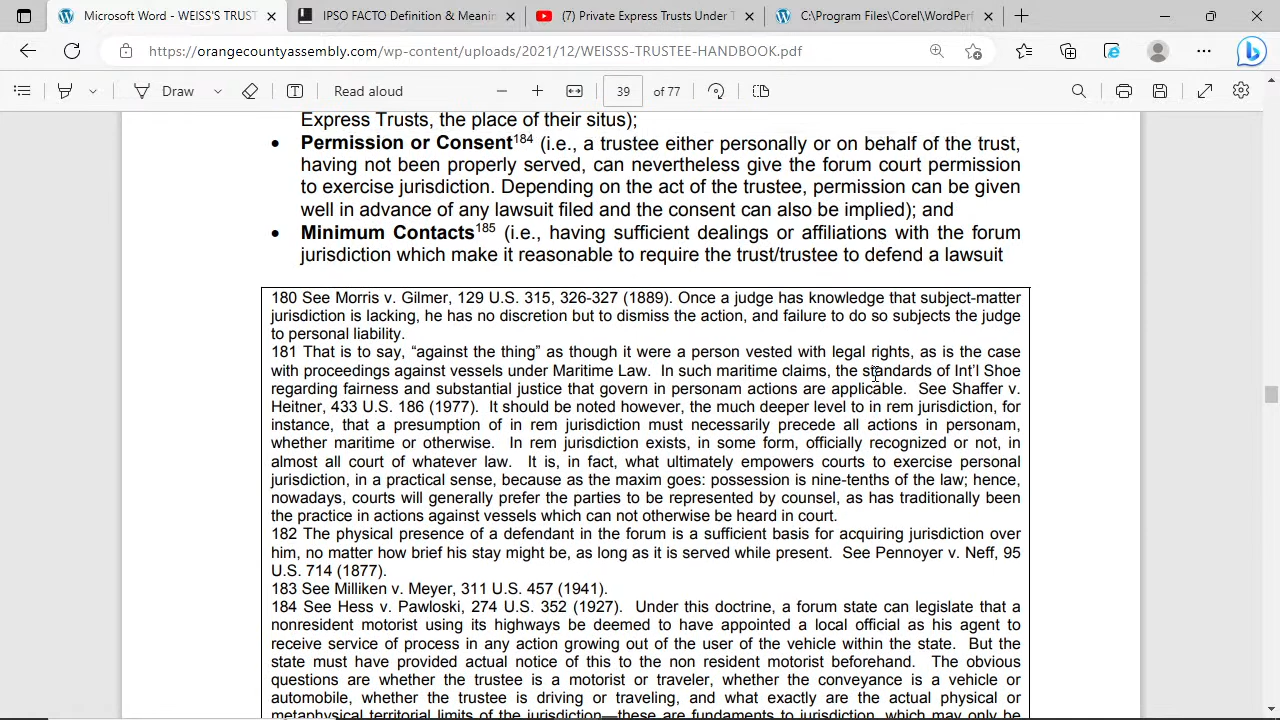 Microsoft Word - WEISS'S TRUST
IPSO FACTO Definition & Meanin
(7) Private Express Trusts Under T
C:\Program Files\Corel\WordPerf
https://orangecountyassembly.com/wp-content/uploads/2021/12/WEISSS-TRUSTEE-HANDBOOK.pdf
Draw
Read aloud
39
of 77
Express Trusts, the place of their situs);
• Permission or Consent184 (i.e., a trustee either personally or on behalf of the trust,
having not been properly served, can nevertheless give the forum court permission
to exercise jurisdiction. Depending on the act of the trustee, permission can be given
well in advance of any lawsuit filed and the consent can also be implied); and
• Minimum Contacts185 (i.e., having sufficient dealings or affiliations with the forum
jurisdiction which make it reasonable to require the trust/trustee to defend a lawsuit
180 See Morris v. Gilmer, 129 U.S. 315, 326-327 (1889). Once a judge has knowledge that subject-matter
jurisdiction is lacking, he has no discretion but to dismiss the action, and failure to do so subjects the judge
to personal liability.
181 That is to say, “against the thing” as though it were a person vested with legal rights, as is the case
with proceedings against vessels under Maritime Law. In such maritime claims, the standards of Int'l Shoe
regarding fairness and substantial justice that govern in personam actions are applicable. See Shaffer v.
Heitner, 433 U.S. 186 (1977). It should be noted however, the much deeper level to in rem jurisdiction, for
instance, that a presumption of in rem jurisdiction must necessarily precede all actions in personam,
whether maritime or otherwise. In rem jurisdiction exists, in some form, officially recognized or not, in
almost all court of whatever law. It is, in fact, what ultimately empowers courts to exercise personal
jurisdiction, in a practical sense, because as the maxim goes: possession is nine-tenths of the law; hence,
nowadays, courts will generally prefer the parties to be represented by counsel, as has traditionally been
the practice in actions against vessels which can not otherwise be heard in court.
182 The physical presence of a defendant in the forum is a sufficient basis for acquiring jurisdiction over
him, no matter how brief his stay might be, as long as it is served while present. See Pennoyer v. Neff, 95
U.S. 714 (1877).
183 See Milliken v. Meyer, 311 U.S. 457 (1941).
184 See Hess v. Pawloski, 274 U.S. 352 (1927). Under this doctrine, a forum state can legislate that a
nonresident motorist using its highways be deemed to have appointed a local official as his agent to
receive service of process in any action growing out of the user of the vehicle within the state. But the
state must have provided actual notice of this to the non resident motorist beforehand. The obvious
questions are whether the trustee is a motorist or traveler, whether the conveyance is a vehicle or
automobile, whether the trustee is driving or traveling, and what exactly are the actual physical or
metaphysical territorial limits of the jurisdiction—these are fundaments to jurisdiction, which may only be